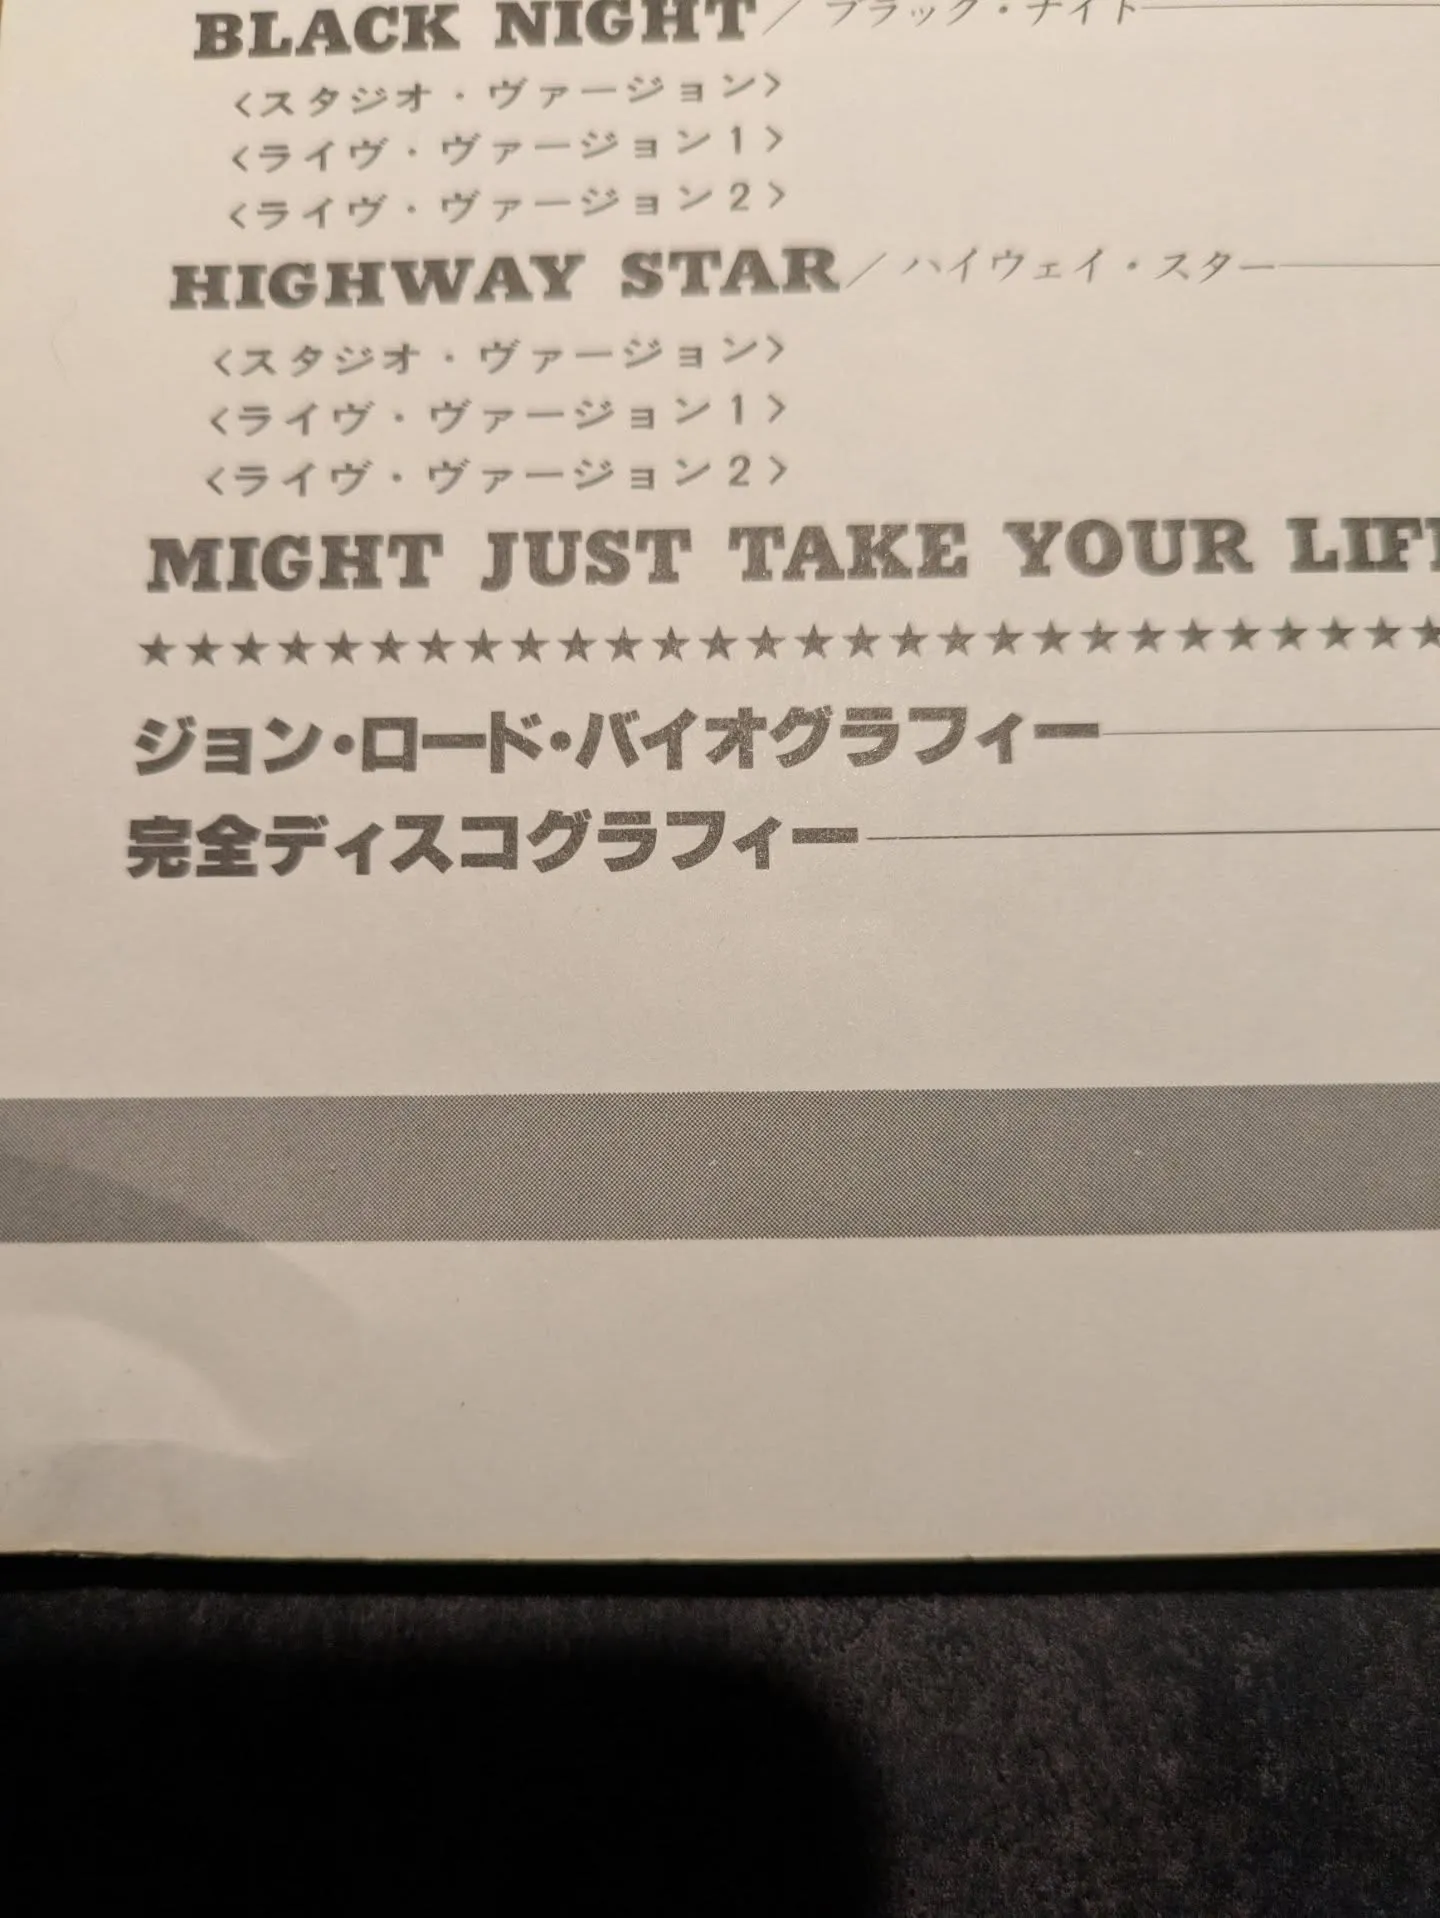 BLACK NIGHT／ブラック・ナイト
<スタジオ・ヴァージョン>
<ライヴ・ヴァージョン1>
<ライヴ・ヴァージョン2>
HIGHWAY STAR／ハイウェイ・スター
<スタジオ・ヴァージョン>
<ライヴ・ヴァージョン1>
<ライヴ・ヴァージョン2>
MIGHT JUST TAKE YOUR LIF
★★★★★★★★★★★★★★★★★★★★★★★★★★★★
ジョン・ロード・バイオグラフィー
完全ディスコグラフィー